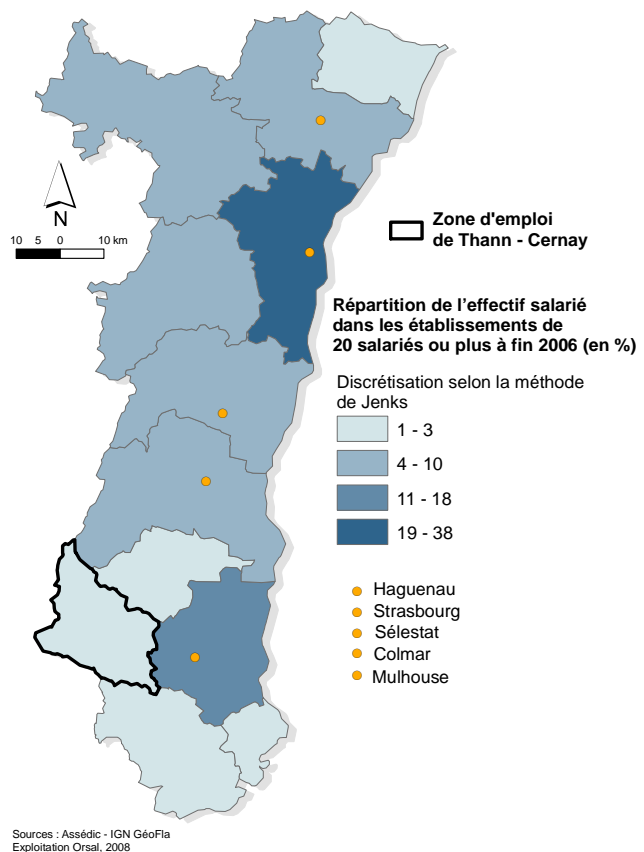 N
10 5 0 10 km
Zone d'emploi
de Thann - Cernay
Répartition de l’effectif salarié
dans les établissements de
20 salariés ou plus à fin 2006 (en %)
Discrétisation selon la méthode
de Jenks
1 - 3
4 - 10
11 - 18
19 - 38
Haguenau
Strasbourg
Sélestat
Colmar
Mulhouse
Sources : Assédic - IGN GéoFla
Exploitation Orsal, 2008